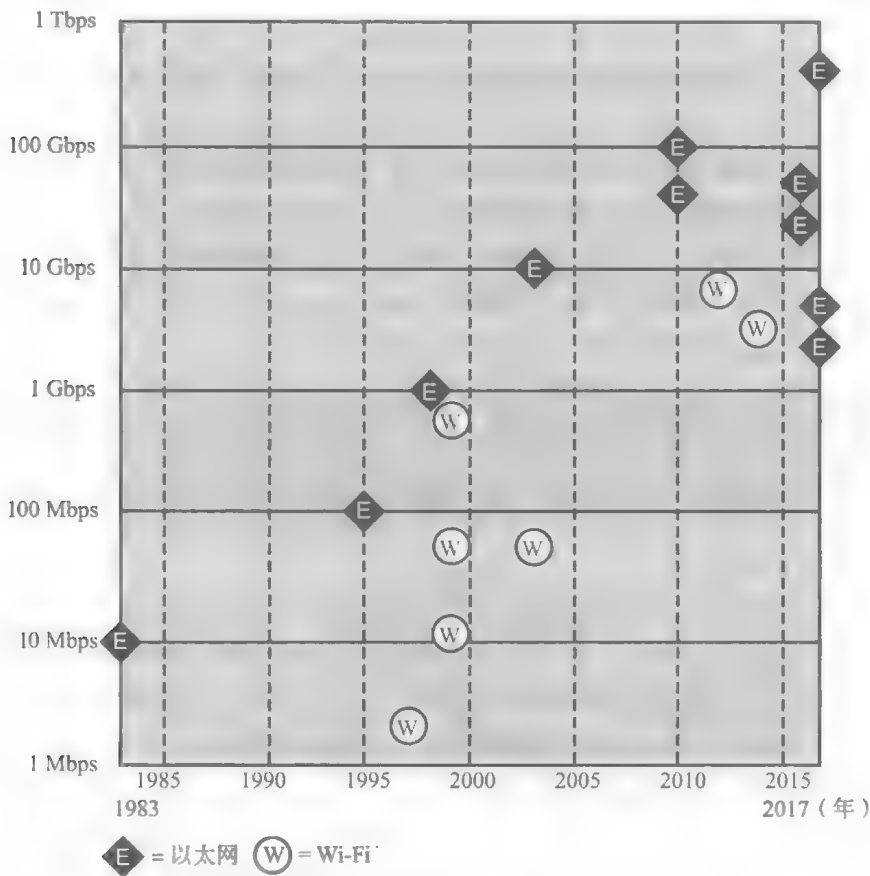 1 Tbps
E
100 Gbps
E
E
E
E
10 Gbps
E
W
W
E
E
1 Gbps
E
W
100 Mbps
E
W
W
10 Mbps
E
W
W
1 Mbps
1985 1990 1995 2000 2005 2010 2015
1983 2017（年）
E = 以太网 W = Wi-Fi